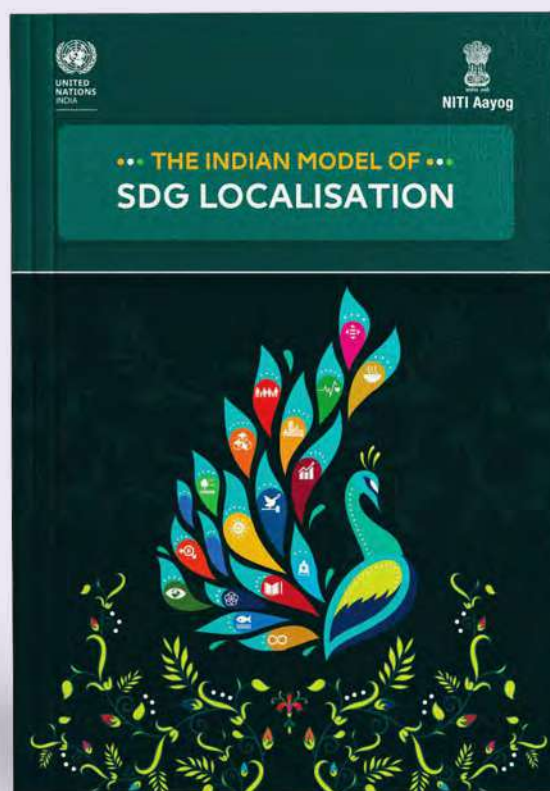 UNITED
NATIONS
INDIA
NITI Aayog
THE INDIAN MODEL OF
SDG LOCALISATION